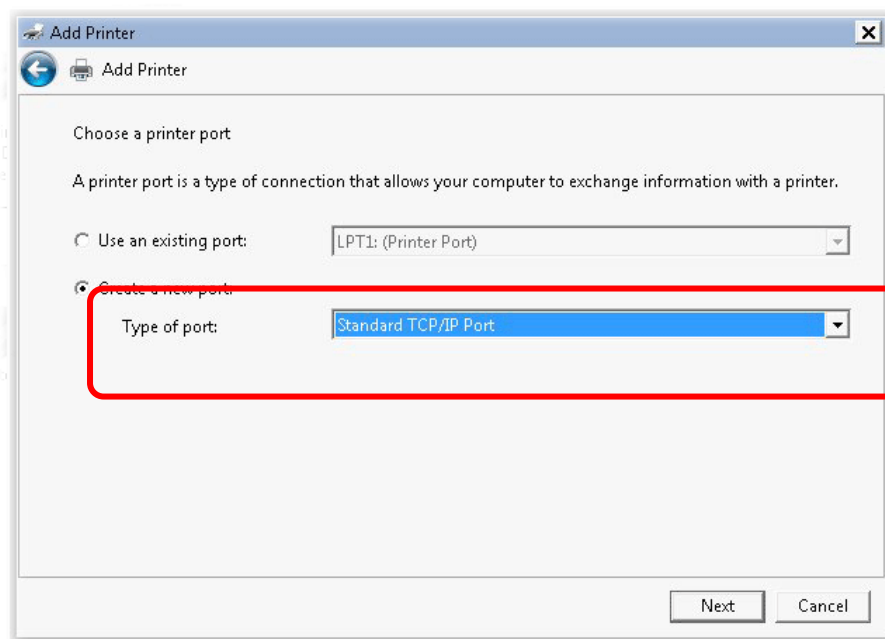 Add Printer
Add Printer
Choose a printer port
A printer port is a type of connection that allows your computer to exchange information with a printer.
Use an existing port: LPT1: (Printer Port)
Create a new port:
Type of port: Standard TCP/IP Port
Next Cancel